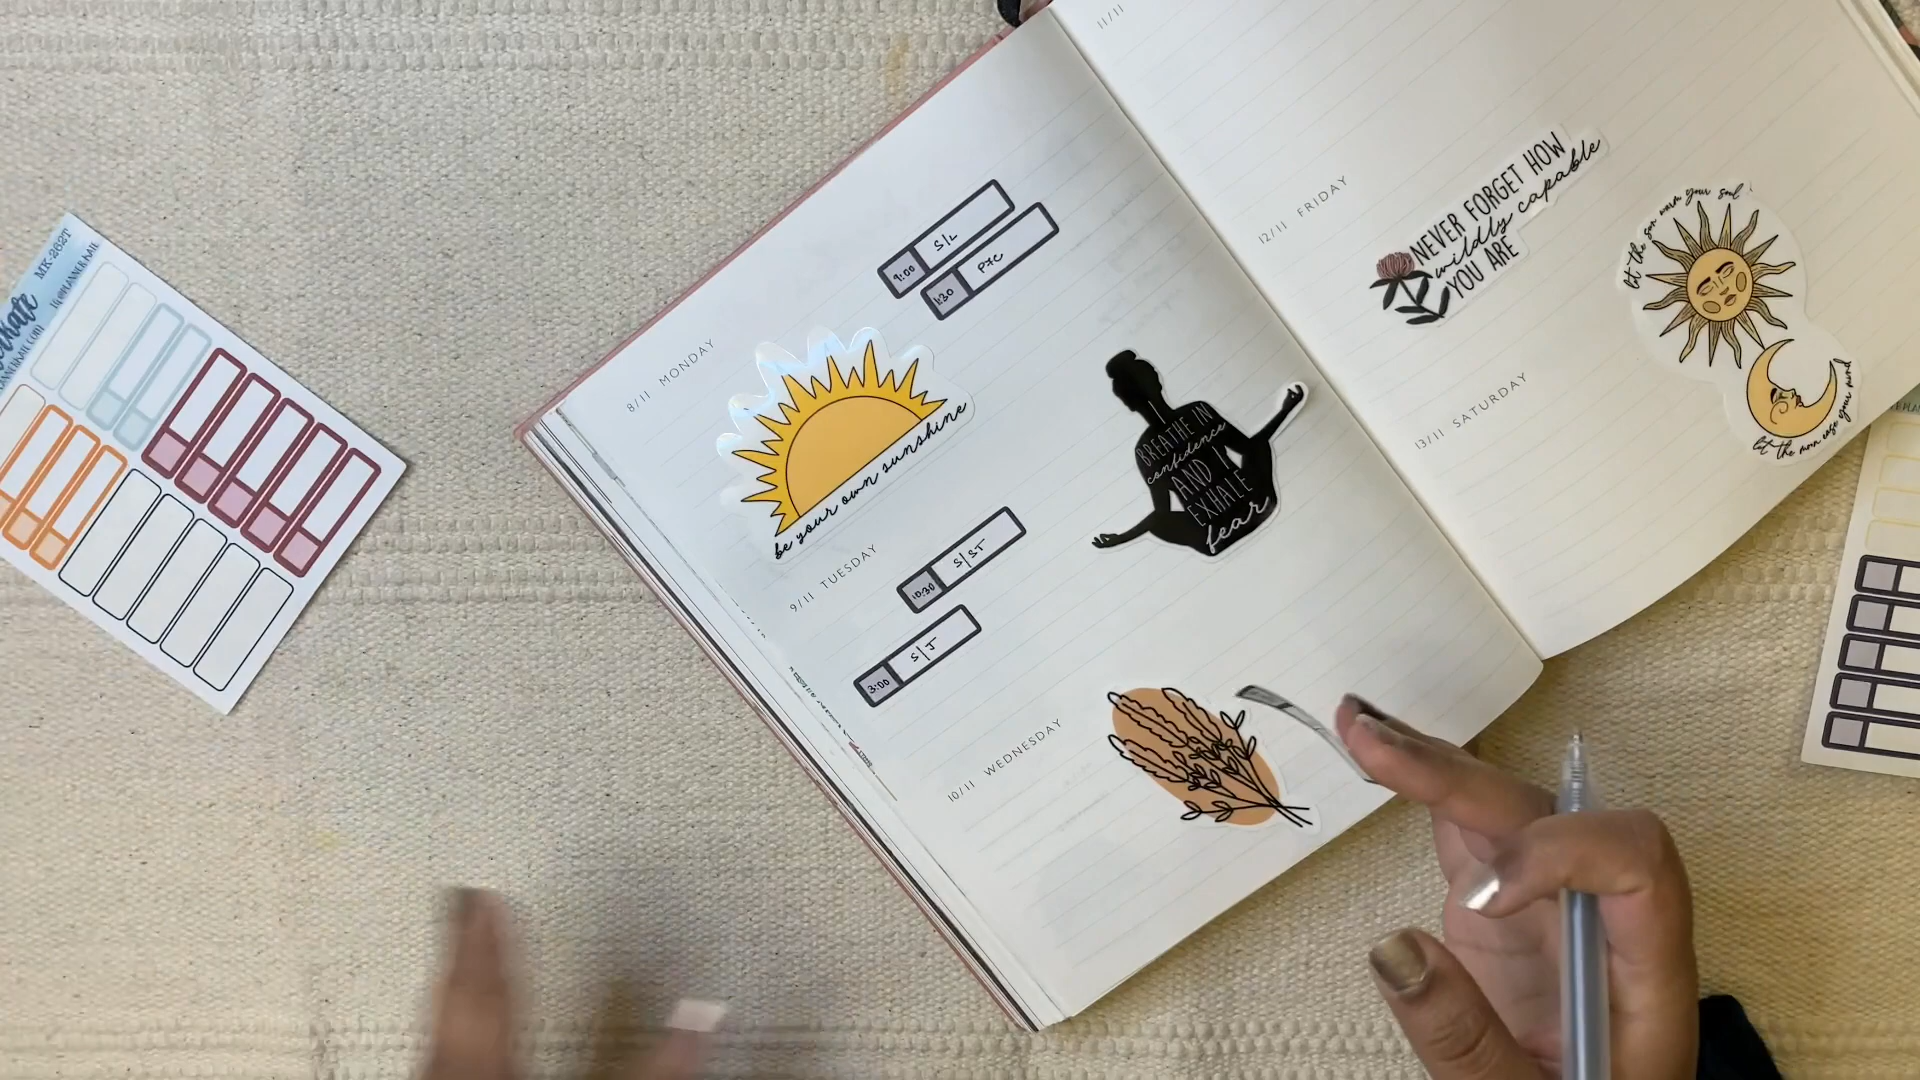 MK-262T
8/11 MONDAY
9:00 S/L
1:30 P7C
be your own sunshine
I
BREATHE IN
confidence
AND I
EXHALE
fear
9/11 TUESDAY
10:30 S/ST
3:00 S/J
10/11 WEDNESDAY
11/11
12/11 FRIDAY
NEVER FORGET HOW
wildly capable
YOU ARE
let the sun warm your soul
let the moon ease your mind
13/11 SATURDAY